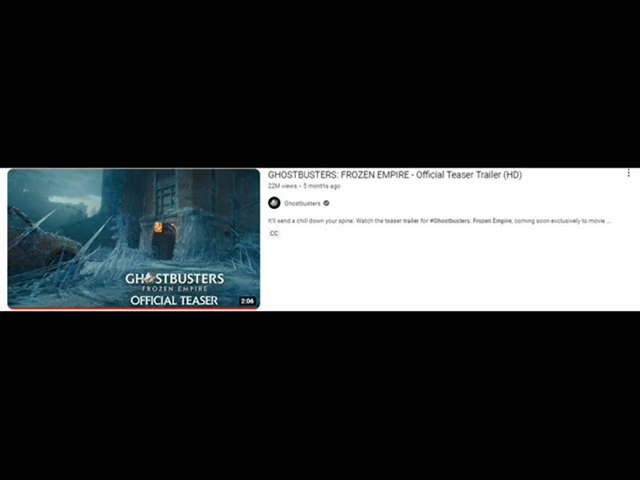 GHOSTBUSTERS: FROZEN EMPIRE - Official Teaser Trailer (HD)
22M views • 5 months ago
Ghostbusters
It'll send a chill down your spine. Watch the teaser trailer for #Ghostbusters: Frozen Empire, coming soon exclusively to movie ...
CC
GHOSTBUSTERS
FROZEN EMPIRE
OFFICIAL TEASER
2:06